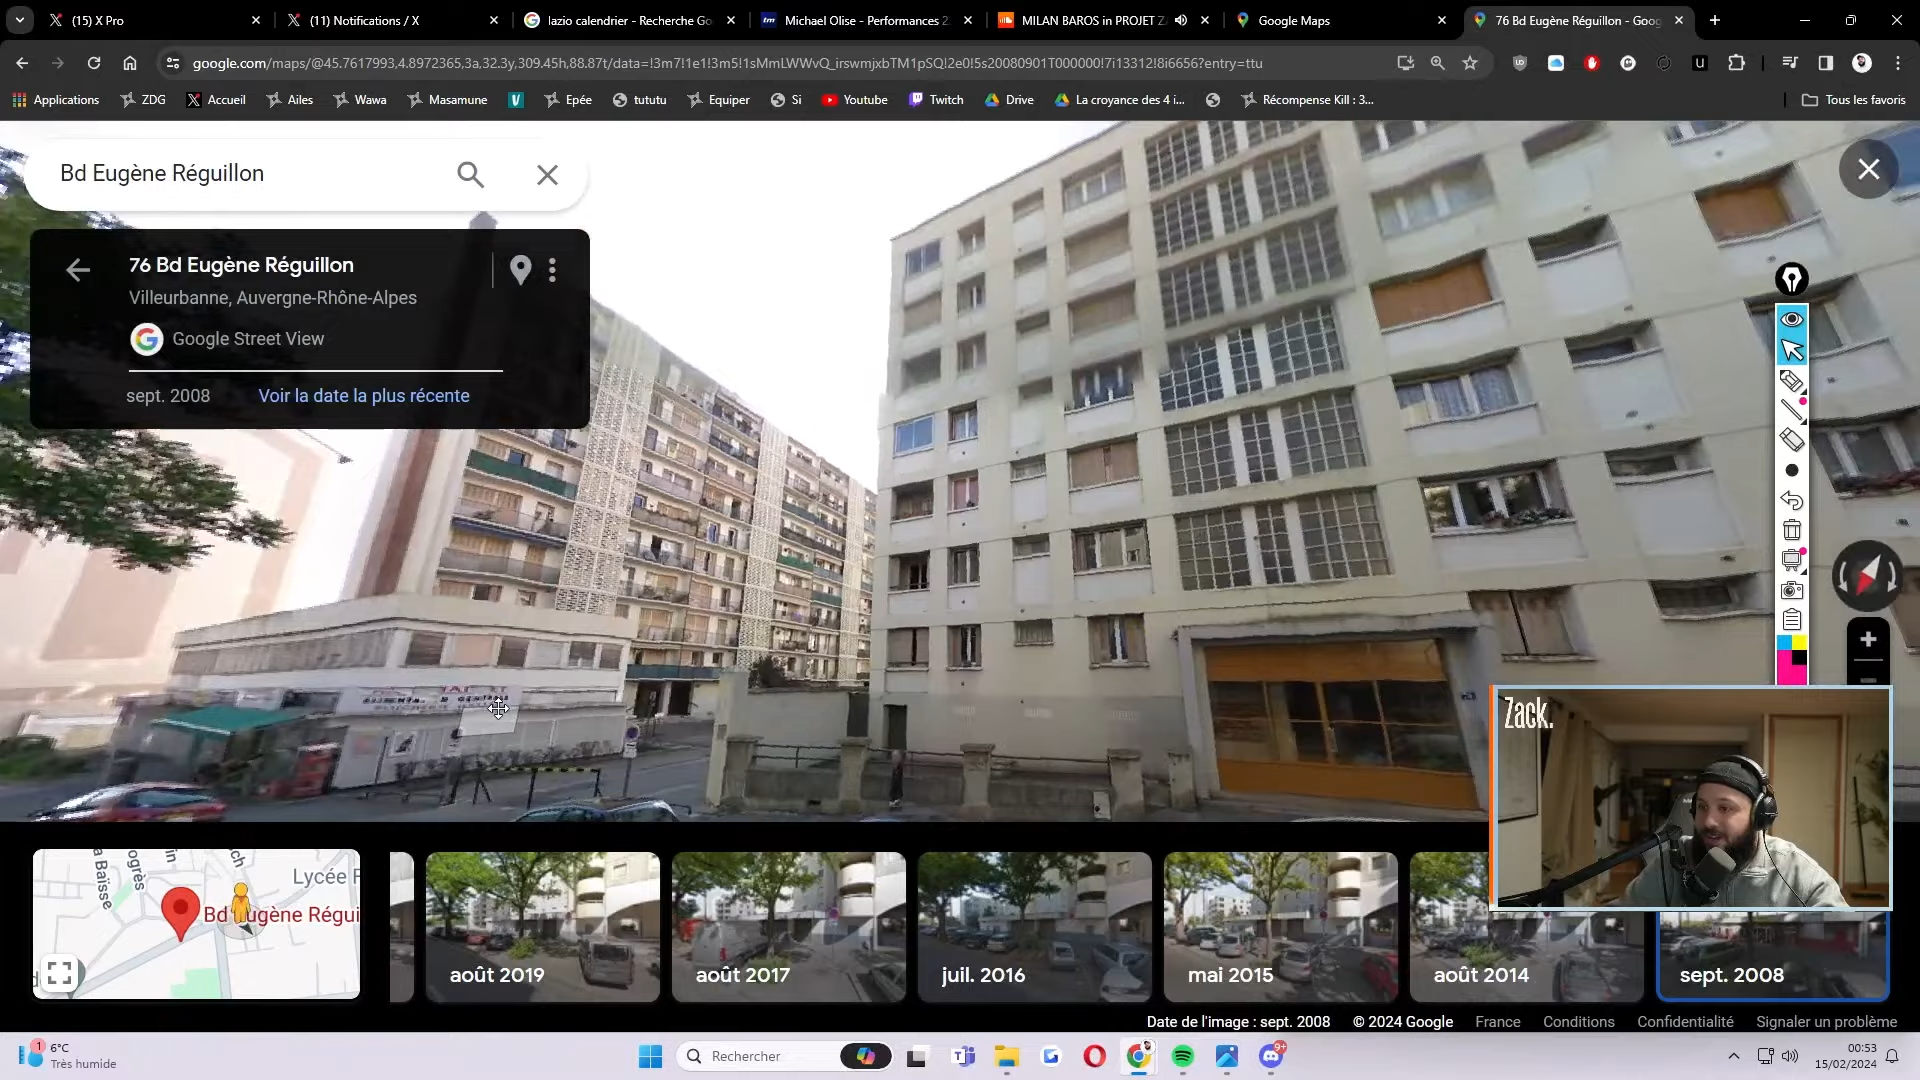 (15) X Pro
(11) Notifications / X
lazio calendrier - Recherche Go
Michael Olise - Performances 2
MILAN BAROS in PROJET Z
Google Maps
76 Bd Eugène Réguillon - Goog
google.com/maps/@45.7617993,4.8972365,3a,32.3y,309.45h,88.87t/data=!3m7!1e1!3m5!1sMmLWWvQ_irswmjxbTM1pSQ!2e0!5s20080901T000000!7i13312!8i6656?entry=ttu
Applications
ZDG
Accueil
Ailes
Wawa
Masamune
Epée
tututu
Equiper
Si
Youtube
Twitch
Drive
La croyance des 4 i...
Récompense Kill : 3...
Tous les favoris
Bd Eugène Réguillon
76 Bd Eugène Réguillon
Villeurbanne, Auvergne-Rhône-Alpes
Google Street View
sept. 2008
Voir la date la plus récente
Zack.
Lycée F
Bd Eugène Régui
août 2019
août 2017
juil. 2016
mai 2015
août 2014
sept. 2008
Date de l'image : sept. 2008
© 2024 Google
France
Conditions
Confidentialité
Signaler un problème
1
6°C
Très humide
Rechercher
9+
00:53
15/02/2024